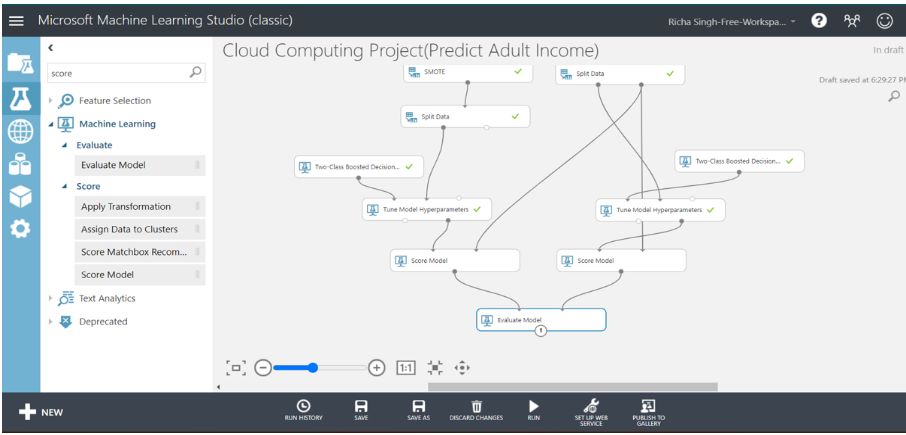 Microsoft Machine Learning Studio (classic)
Richa Singh-Free-Workspa...
?
score
Feature Selection
Machine Learning
Evaluate
Evaluate Model
Score
Apply Transformation
Assign Data to Clusters
Score Matchbox Recom...
Score Model
Text Analytics
Deprecated
Cloud Computing Project(Predict Adult Income)
In draft
Draft saved at 6:29:27 PM
SMOTE
Split Data
Split Data
Two-Class Boosted Decision...
Two-Class Boosted Decision...
Tune Model Hyperparameters
Tune Model Hyperparameters
Score Model
Score Model
Evaluate Model
1:1
NEW
RUN HISTORY
SAVE
SAVE AS
DISCARD CHANGES
RUN
SET UP WEB
SERVICE
PUBLISH TO
GALLERY